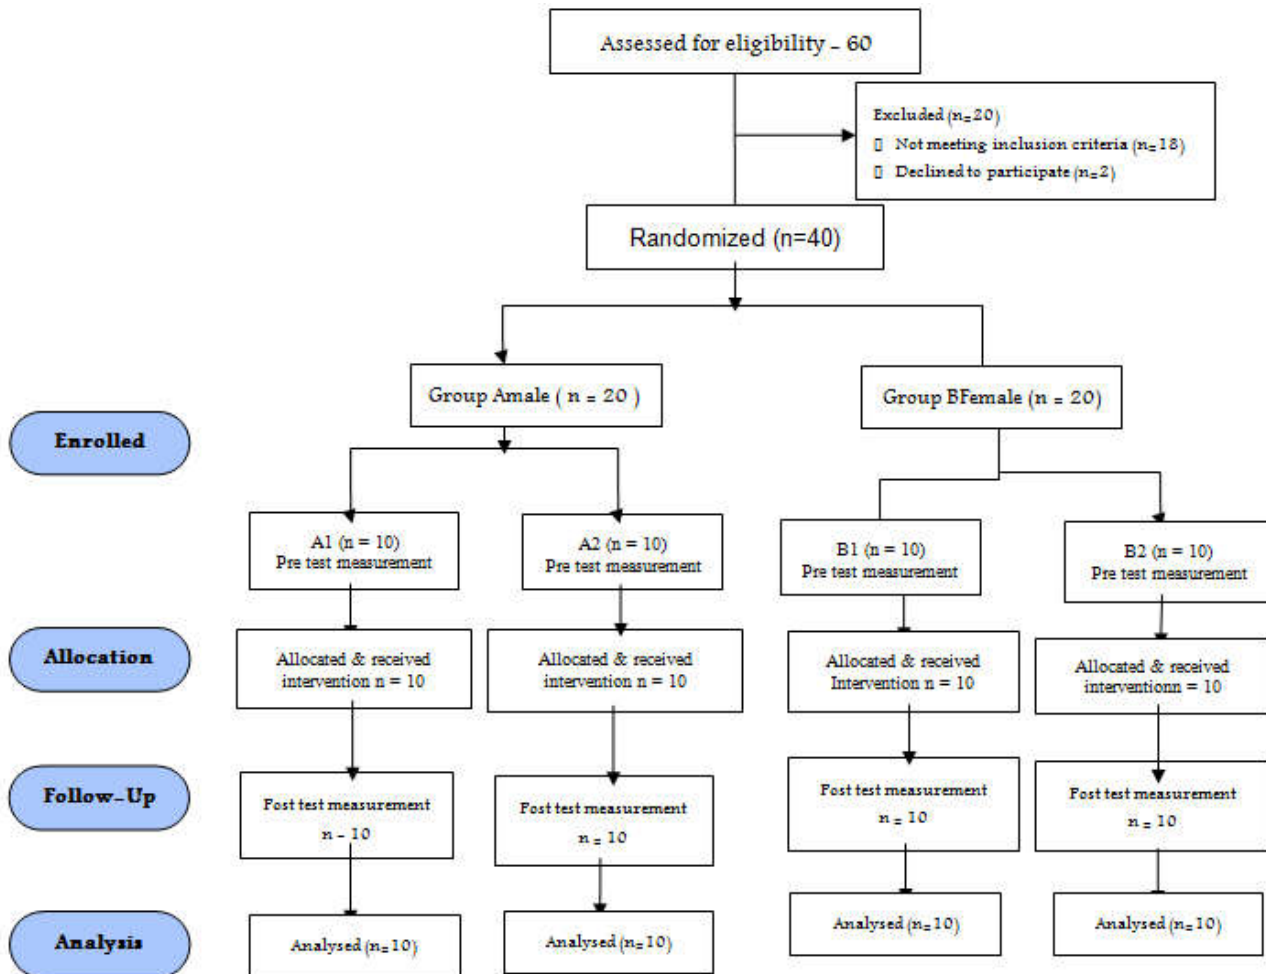 Assessed for eligibility - 60
Excluded (n=20)
▯ Not meeting inclusion criteria (n=18)
▯ Declined to participate (n=2)
Randomized (n=40)
Group Amale ( n = 20 )
Group BFemale (n = 20)
Enrolled
A1 (n = 10)
Pre test measurement
A2 (n = 10)
Pre test measurement
B1 (n = 10)
Pre test measurement
B2 (n = 10)
Pre test measurement
Allocation
Allocated & received
intervention n = 10
Allocated & received
intervention n = 10
Allocated & received
Intervention n = 10
Allocated & received
interventionn = 10
Follow-Up
Post test measurement
n - 10
Post test measurement
n = 10
Post test measurement
n = 10
Post test measurement
n = 10
Analysis
Analysed (n=10)
Analysed (n=10)
Analysed (n=10)
Analysed (n=10)